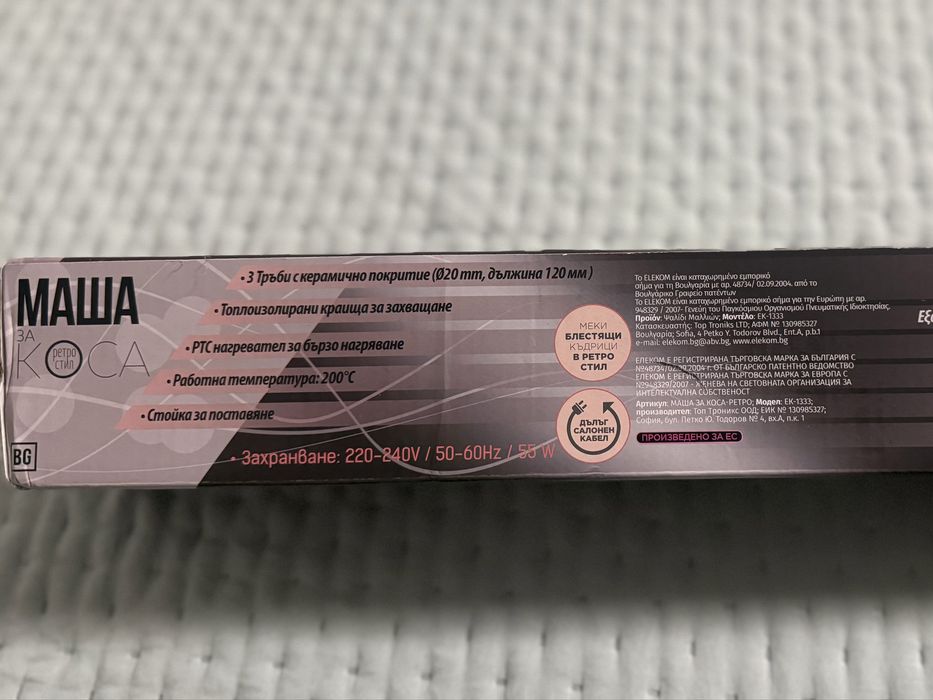 МАША
ЗА
КОСА
РЕТРО
СТИЛ
BG
• 3 Тръби с керамично покритие (Ø20 mm, дължина 120 мм)
• Топлоизолирани краища за захващане
• PTC нагревател за бързо нагряване
• Работна температура: 200°C
• Стойка за поставяне
• Захранване: 220-240V / 50-60Hz / 55 W
МЕКИ
БЛЕСТЯЩИ
КЪДРИЦИ
В РЕТРО
СТИЛ
ДЪЛЪГ
САЛОНЕН
КАБЕЛ
Το ELEKOM είναι κατοχυρωμένο εμπορικό
σήμα για τη Βουλγαρία με αρ. 48734/ 02.09.2004. από το
Βουλγάρικο Γραφείο πατέντων
Το ELEKOM είναι κατοχυρωμένο εμπορικό σήμα για την Ευρώπη με αρ.
948329 / 2007- Γενεύη του Παγκόσμιου Οργανισμού Πνευματικής Ιδιοκτησίας.
Προϊόν: Ψαλίδι Μαλλιών; Μοντέλο: EK-1333
Κατασκευαστής: Top Troniks LTD; ΑΦΜ Nº 130985327
Βουλγαρία; Sofia, 4 Petko Y. Todorov Blvd., Ent.A, p.b.1
e-mail: elekom.bg@abv.bg, www.elekom.bg
ЕЛЕКОМ Е РЕГИСТРИРАНА ТЪРГОВСКА МАРКА ЗА БЪЛГАРИЯ С
№48734/02.09.2004 г. ОТ БЪЛГАРСКО ПАТЕНТНО ВЕДОМСТВО
ЕЛЕКОМ Е РЕГИСТРИРАНА ТЪРГОВСКА МАРКА ЗА ЕВРОПА С
№948329/2007 - ЖЕНЕВА НА СВЕТОВНАТА ОРГАНИЗАЦИЯ ЗА
ИНТЕЛЕКТУАЛНА СОБСТВЕНОСТ
Артикул: МАША ЗА КОСА-РЕТРО; Модел: EK-1333;
производител: Топ Троникс ООД; ЕИК № 130985327;
София, бул. Петко Ю. Тодоров № 4, вх.А, п.к. 1
ПРОИЗВЕДЕНО ЗА ЕС